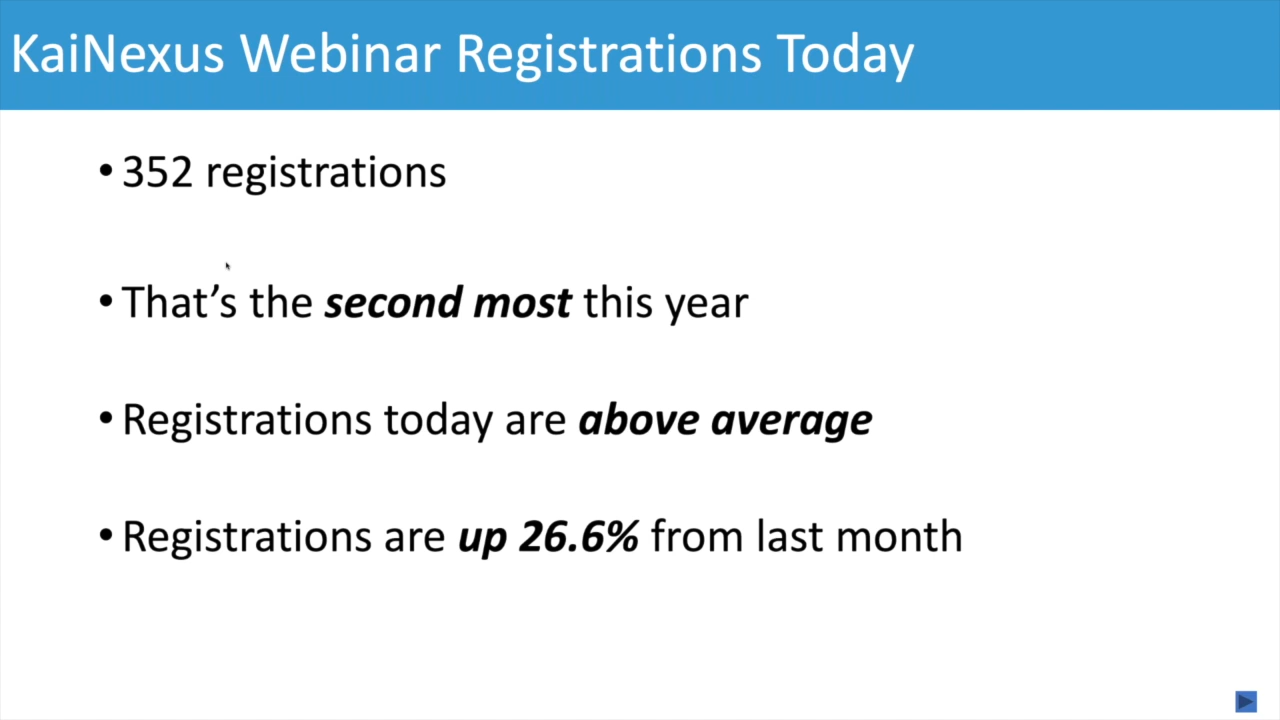 KaiNexus Webinar Registrations Today
• 352 registrations
• That’s the second most this year
• Registrations today are above average
• Registrations are up 26.6% from last month